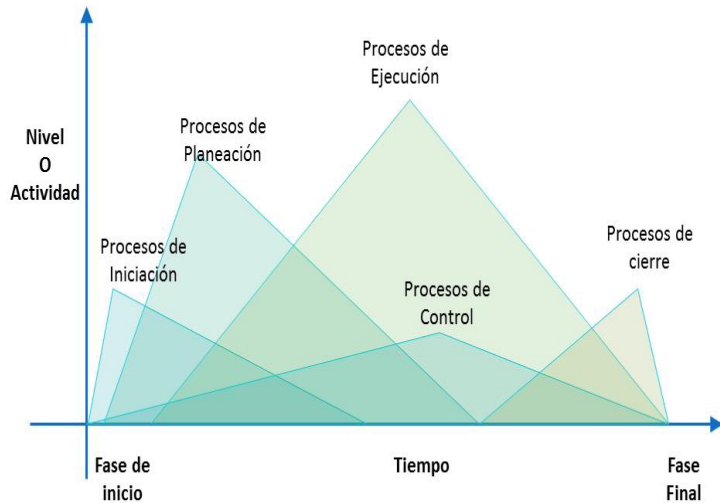 Procesos de
Ejecución
Procesos de
Planeación
Nivel
O
Actividad
Procesos de
Iniciación
Procesos de
cierre
Procesos de
Control
Fase de
inicio
Tiempo
Fase
Final